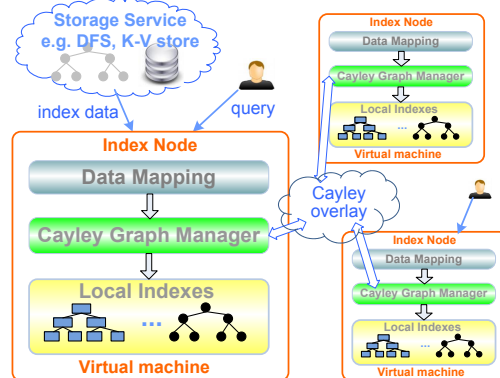 Storage Service
e.g. DFS, K-V store
index data
query
Index Node
Data Mapping
Cayley Graph Manager
Local Indexes
...
Virtual machine
Cayley
overlay
Index Node
Data Mapping
Cayley Graph Manager
Local Indexes
...
Virtual machine
Index Node
Data Mapping
Cayley Graph Manager
Local Indexes
...
Virtual machine